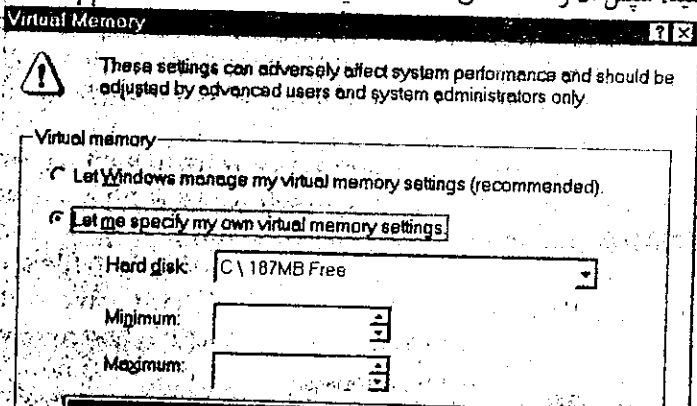 Virtual Memory
These settings can adversely affect system performance and should be
adjusted by advanced users and system administrators only.
Virtual memory
Let Windows manage my virtual memory settings (recommended).
Let me specify my own virtual memory settings.
Hard disk: C:\ 187MB Free
Minimum:
Maximum: